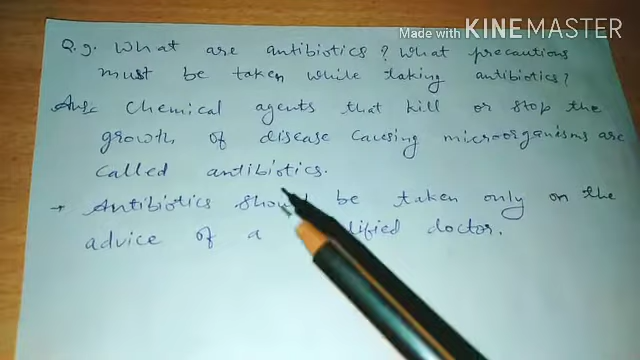 Made with KINEMASTER
Q.9. What are antibiotics? What precautions
must be taken while taking antibiotics?
Ans: Chemical agents that kill or stop the
growth of disease causing microorganisms are
called antibiotics.
→ Antibiotics should be taken only on the
advice of a lified doctor.